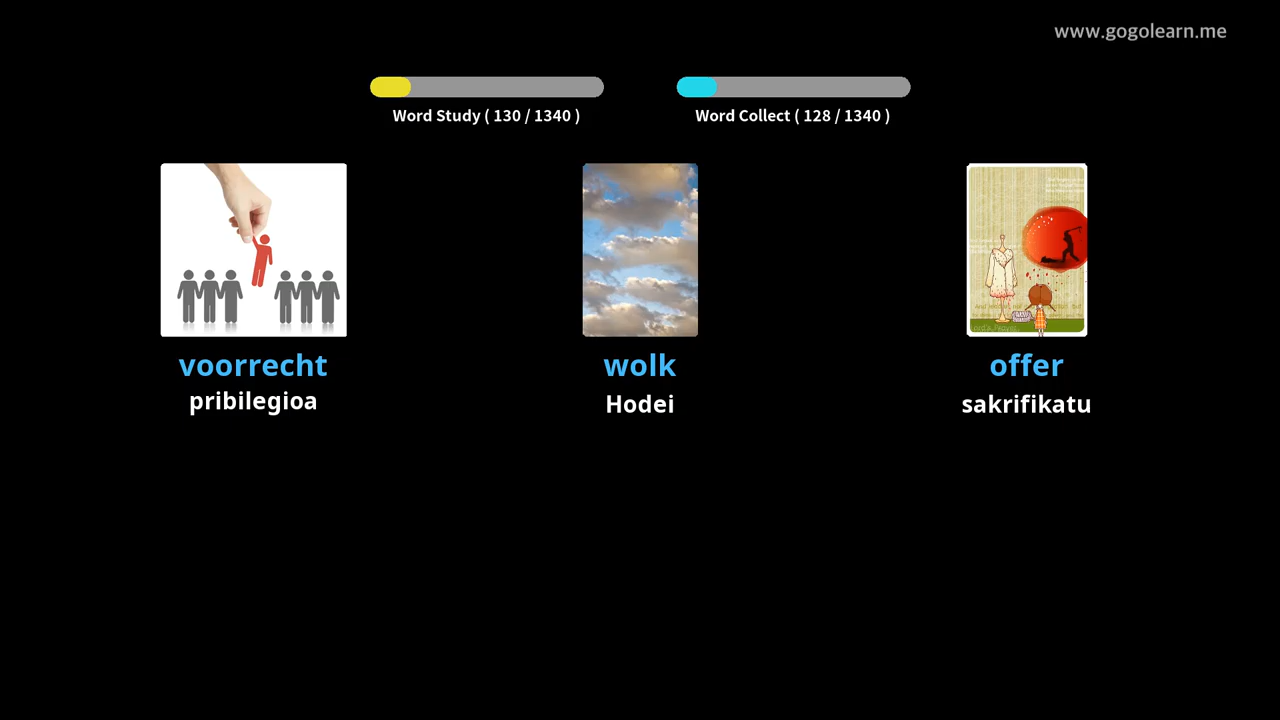 www.gogolearn.me
Word Study ( 130 / 1340 )
Word Collect ( 128 / 1340 )
voorrecht
pribilegioa
wolk
Hodei
offer
sakrifikatu